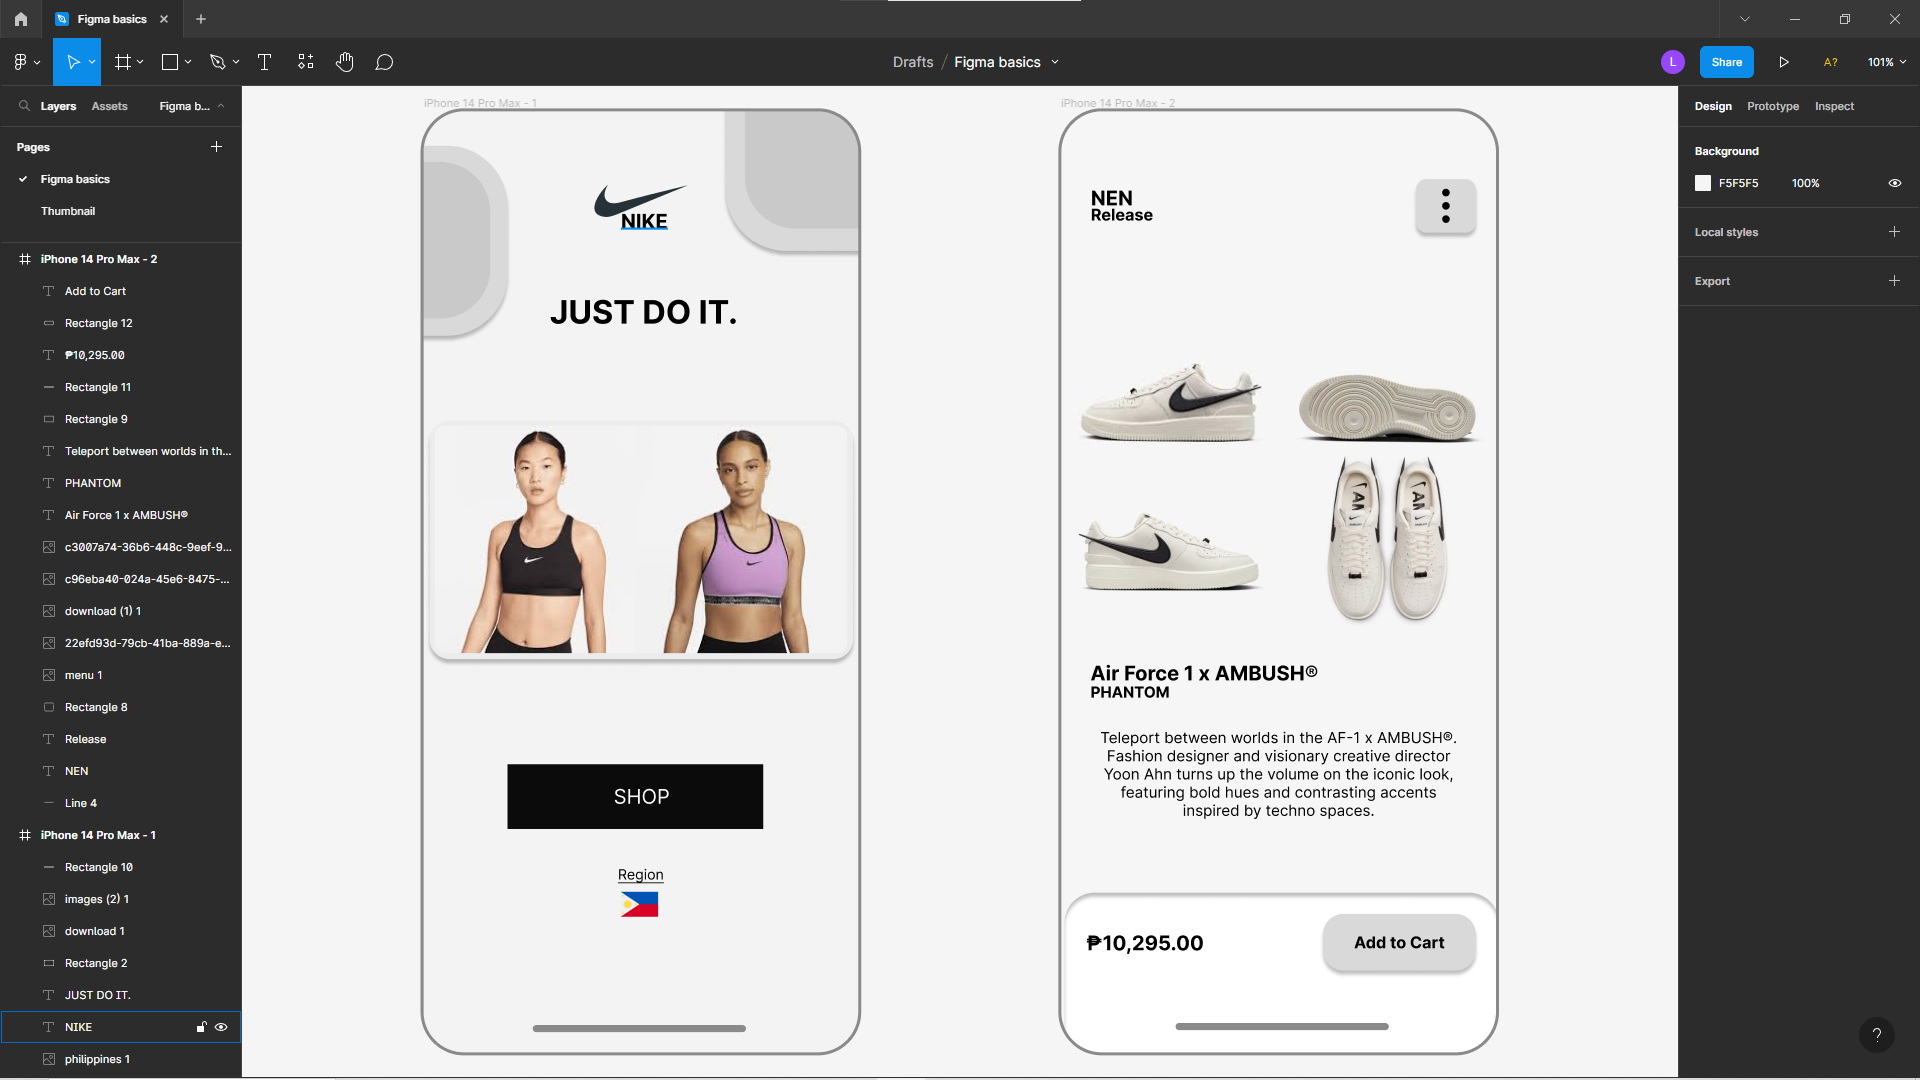 Figma basics
Drafts / Figma basics
L
Share
A?
101%
Layers
Assets
Figma b...
Pages
Figma basics
Thumbnail
iPhone 14 Pro Max - 2
Add to Cart
Rectangle 12
₱10,295.00
Rectangle 11
Rectangle 9
Teleport between worlds in th...
PHANTOM
Air Force 1 x AMBUSH®
c3007a74-36b6-448c-9eef-9...
c96eba40-024a-45e6-8475-...
download (1) 1
22efd93d-79cb-41ba-889a-e...
menu 1
Rectangle 8
Release
NEN
Line 4
iPhone 14 Pro Max - 1
Rectangle 10
images (2) 1
download 1
Rectangle 2
JUST DO IT.
NIKE
philippines 1
iPhone 14 Pro Max - 1
NIKE
JUST DO IT.
SHOP
Region
iPhone 14 Pro Max - 2
NEN
Release
Air Force 1 x AMBUSH®
PHANTOM
Teleport between worlds in the AF-1 x AMBUSH®.
Fashion designer and visionary creative director
Yoon Ahn turns up the volume on the iconic look,
featuring bold hues and contrasting accents
inspired by techno spaces.
₱10,295.00
Add to Cart
Design
Prototype
Inspect
Background
F5F5F5
100%
Local styles
Export
?